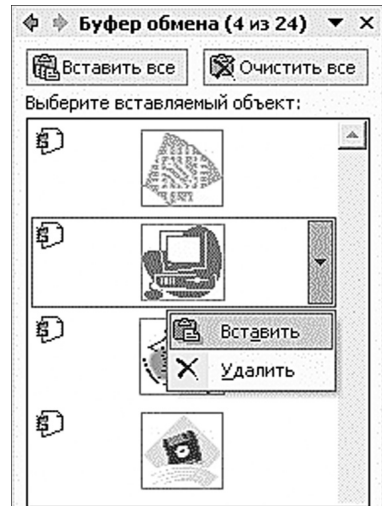 Буфер обмена (4 из 24)
Вставить все Очистить все
Выберите вставляемый объект:
Вставить
Удалить